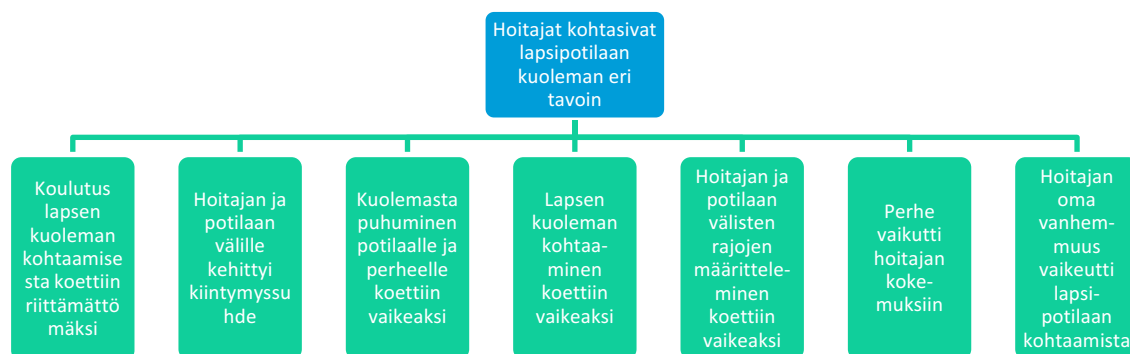 Hoitajat kohtasivat
lapsipotilaan
kuoleman eri
tavoin
Koulutus
lapsen
kuoleman
kohtaamise
sta koettiin
riittämättö
mäksi
Hoitajan ja
potilaan
välille
kehittyi
kiintymyssu
hde
Kuolemasta
puhuminen
potilaalle ja
perheelle
koettiin
vaikeaksi
Lapsen
kuoleman
kohtaa-
minen
koettiin
vaikeaksi
Hoitajan ja
potilaan
välisten
rajojen
määrittele-
minen
koettiin
vaikeaksi
Perhe
vaikutti
hoitajan
koke-
muksiin
Hoitajan
oma
vanhem-
muus
vaikeutti
lapsi-
potilaan
kohtaamista